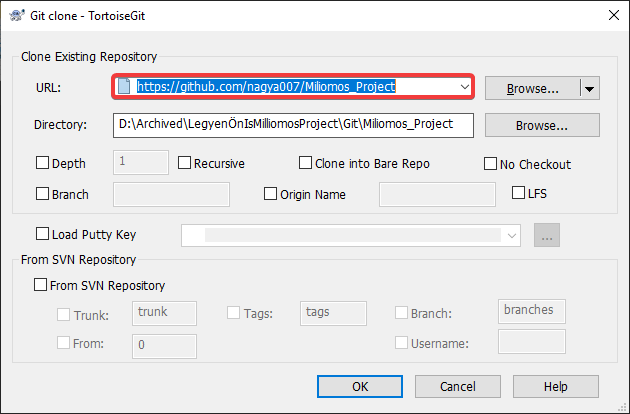 Git clone - TortoiseGit
Clone Existing Repository
URL: https://github.com/nagya007/Miliomos_Project Browse...
Directory: D:\Archived\LegyenÖnIsMilliomosProject\Git\Miliomos_Project Browse...
Depth 1 Recursive Clone into Bare Repo No Checkout
Branch Origin Name LFS
Load Putty Key ...
From SVN Repository
From SVN Repository
Trunk: trunk Tags: tags Branch: branches
From: 0 Username:
OK Cancel Help